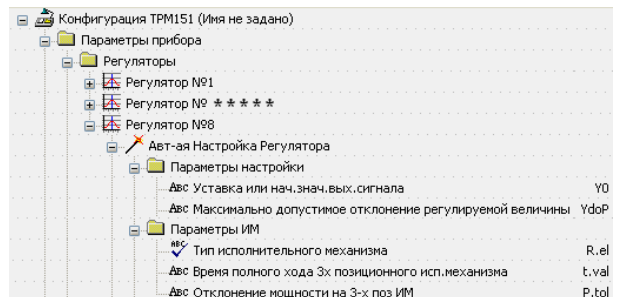 Конфигурация ТРМ151 (Имя не задано)
Параметры прибора
Регуляторы
Регулятор №1
Регулятор № *****
Регулятор №8
Авт-ая Настройка Регулятора
Параметры настройки
ABC Уставка или нач.знач.вых.сигнала Y0
ABC Максимально допустимое отклонение регулируемой величины YdoP
Параметры ИМ
ABC Тип исполнительного механизма R.el
ABC Время полного хода 3х позиционного исп.механизма t.val
ABC Отклонение мощности на 3-х поз ИМ P.tol